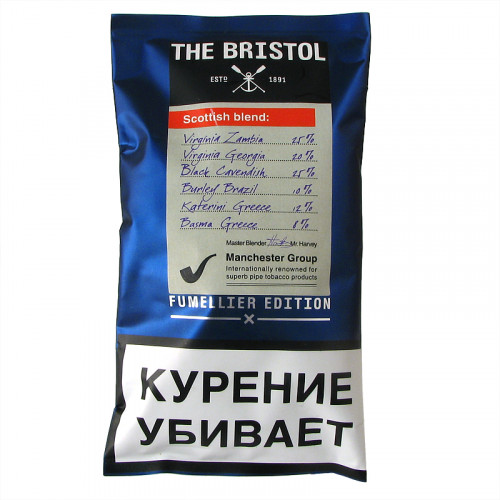 THE BRISTOL
ESTD 1891
Scottish blend:
Virginia Zambia 25%
Virginia Georgia 20%
Black Cavendish 25%
Burley Brazil 10%
Katerini Greece 12%
Basma Greece 8%
Master Blender Mr. Harvey
Manchester Group
Internationally renowned for
superb pipe tobacco products
FUMELLIER EDITION
КУРЕНИЕ
УБИВАЕТ